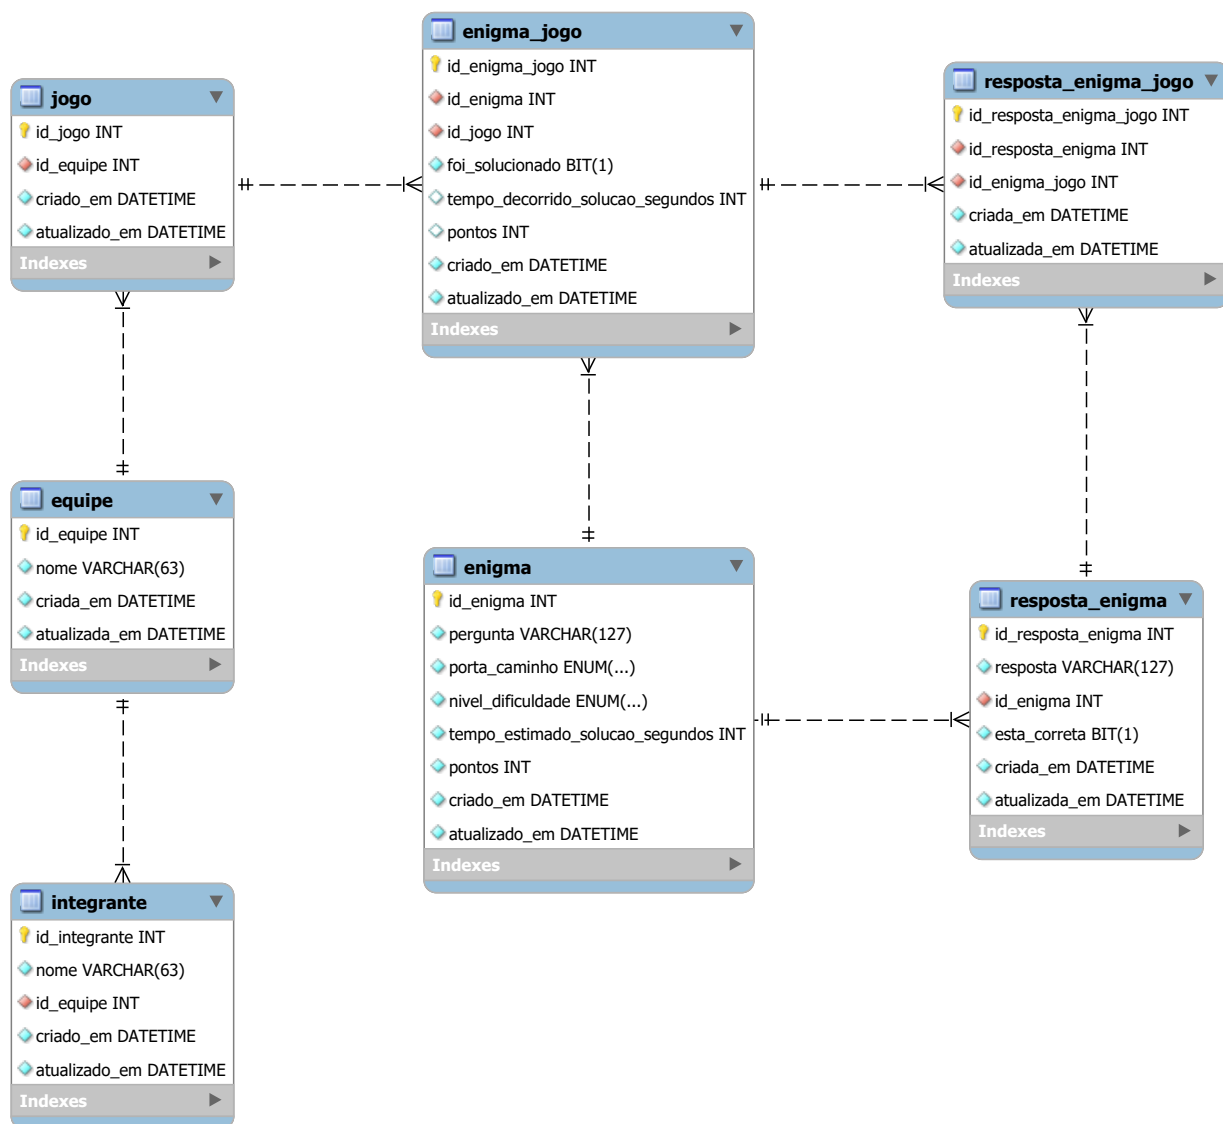 enigma_jogo
id_enigma_jogo INT
id_enigma INT
id_jogo INT
foi_solucionado BIT(1)
tempo_decorrido_solucao_segundos INT
pontos INT
criado_em DATETIME
atualizado_em DATETIME
Indexes
jogo
id_jogo INT
id_equipe INT
criado_em DATETIME
atualizado_em DATETIME
Indexes
resposta_enigma_jogo
id_resposta_enigma_jogo INT
id_resposta_enigma INT
id_enigma_jogo INT
criada_em DATETIME
atualizada_em DATETIME
Indexes
equipe
id_equipe INT
nome VARCHAR(63)
criada_em DATETIME
atualizada_em DATETIME
Indexes
enigma
id_enigma INT
pergunta VARCHAR(127)
porta_caminho ENUM(...)
nivel_dificuldade ENUM(...)
tempo_estimado_solucao_segundos INT
pontos INT
criado_em DATETIME
atualizado_em DATETIME
Indexes
resposta_enigma
id_resposta_enigma INT
resposta VARCHAR(127)
id_enigma INT
esta_correta BIT(1)
criada_em DATETIME
atualizada_em DATETIME
Indexes
integrante
id_integrante INT
nome VARCHAR(63)
id_equipe INT
criado_em DATETIME
atualizado_em DATETIME
Indexes